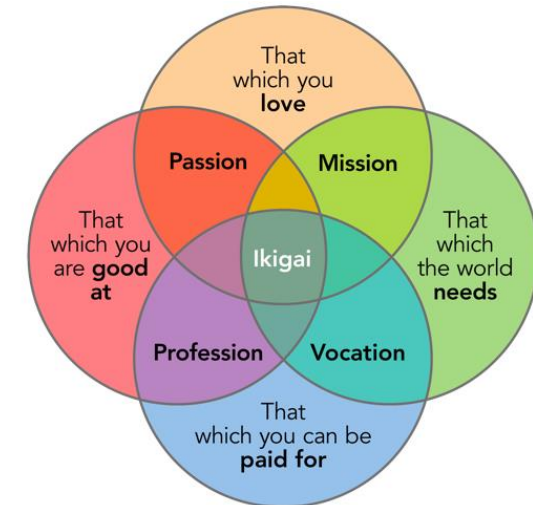 That
which you
love
Passion
Mission
That
which you
are good
at
Ikigai
That
which
the world
needs
Profession
Vocation
That
which you can be
paid for